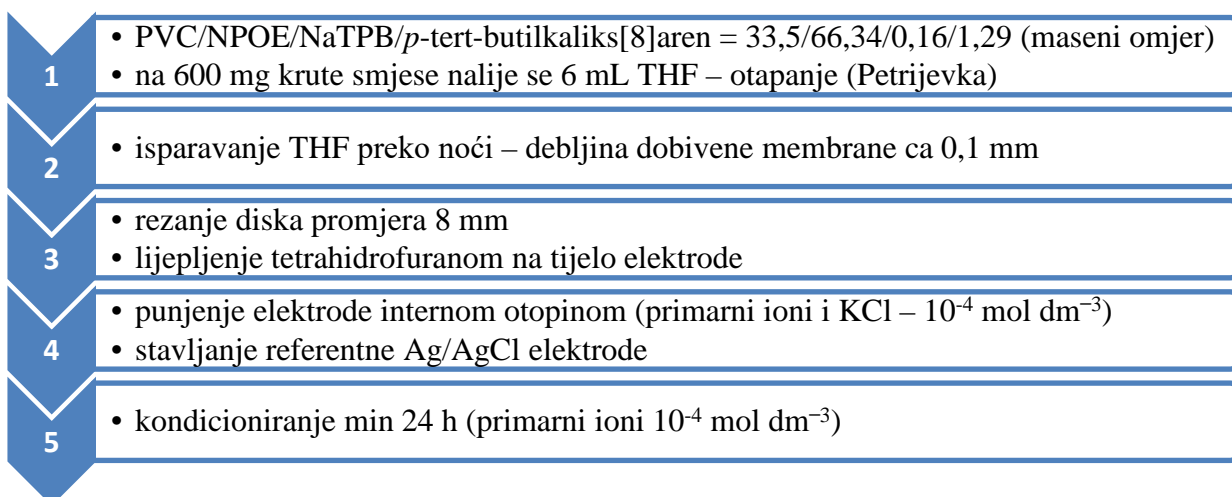 1
• PVC/NPOE/NaTPB/p-tert-butilkaliks[8]aren = 33,5/66,34/0,16/1,29 (maseni omjer)
• na 600 mg krute smjese nalije se 6 mL THF – otapanje (Petrijevka)
2
• isparavanje THF preko noći – debljina dobivene membrane ca 0,1 mm
3
• rezanje diska promjera 8 mm
• lijepljenje tetrahidrofuranom na tijelo elektrode
4
• punjenje elektrode internom otopinom (primarni ioni i KCl – 10⁻⁴ mol dm⁻³)
• stavljanje referentne Ag/AgCl elektrode
5
• kondicioniranje min 24 h (primarni ioni 10⁻⁴ mol dm⁻³)